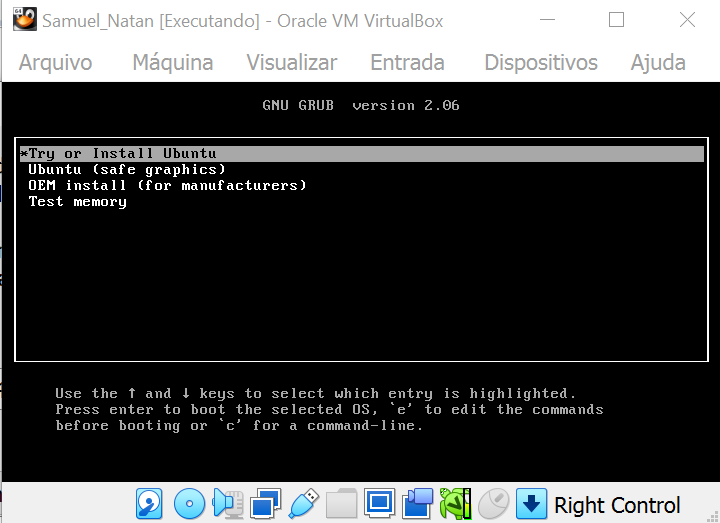 Samuel_Natan [Executando] - Oracle VM VirtualBox
Arquivo Máquina Visualizar Entrada Dispositivos Ajuda
GNU GRUB version 2.06
*Try or Install Ubuntu
Ubuntu (safe graphics)
OEM install (for manufacturers)
Test memory
Use the ↑ and ↓ keys to select which entry is highlighted.
Press enter to boot the selected OS, `e' to edit the commands
before booting or `c' for a command-line.
Right Control